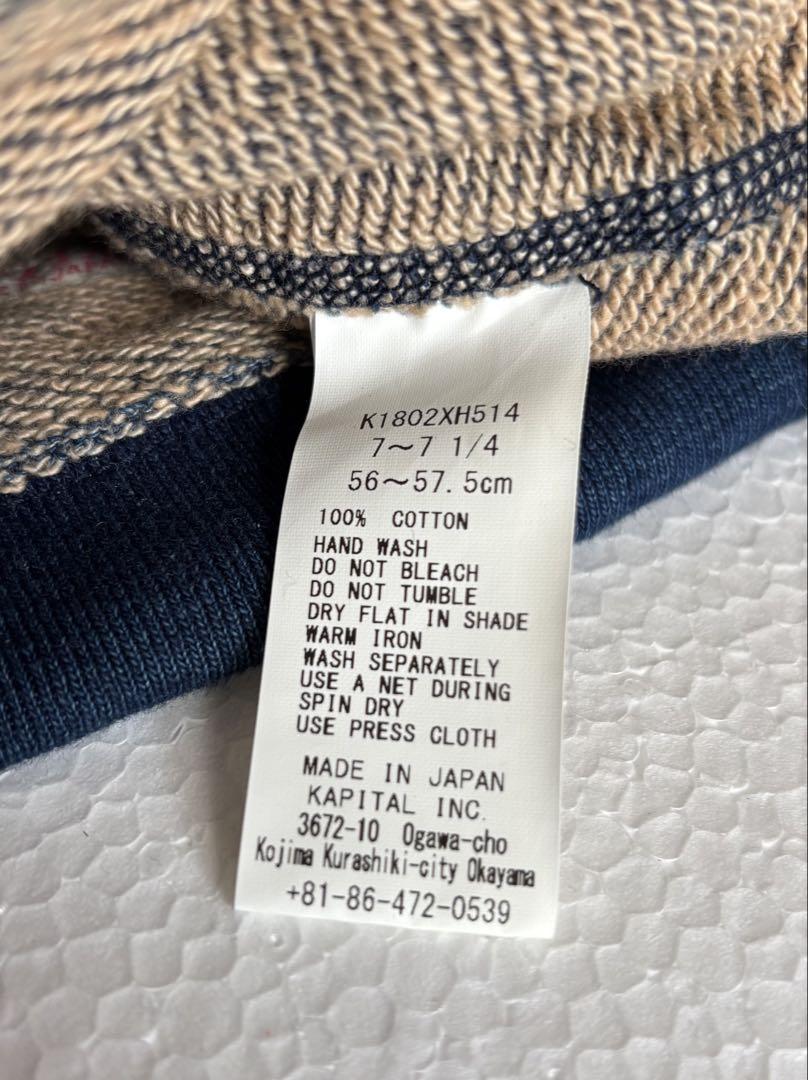 K1802XH514
7～7 1/4
56～57.5cm
100% COTTON
HAND WASH
DO NOT BLEACH
DO NOT TUMBLE
DRY FLAT IN SHADE
WARM IRON
WASH SEPARATELY
USE A NET DURING
SPIN DRY
USE PRESS CLOTH
MADE IN JAPAN
KAPITAL INC.
3672-10 Ogawa-cho
Kojima Kurashiki-city Okayama
+81-86-472-0539